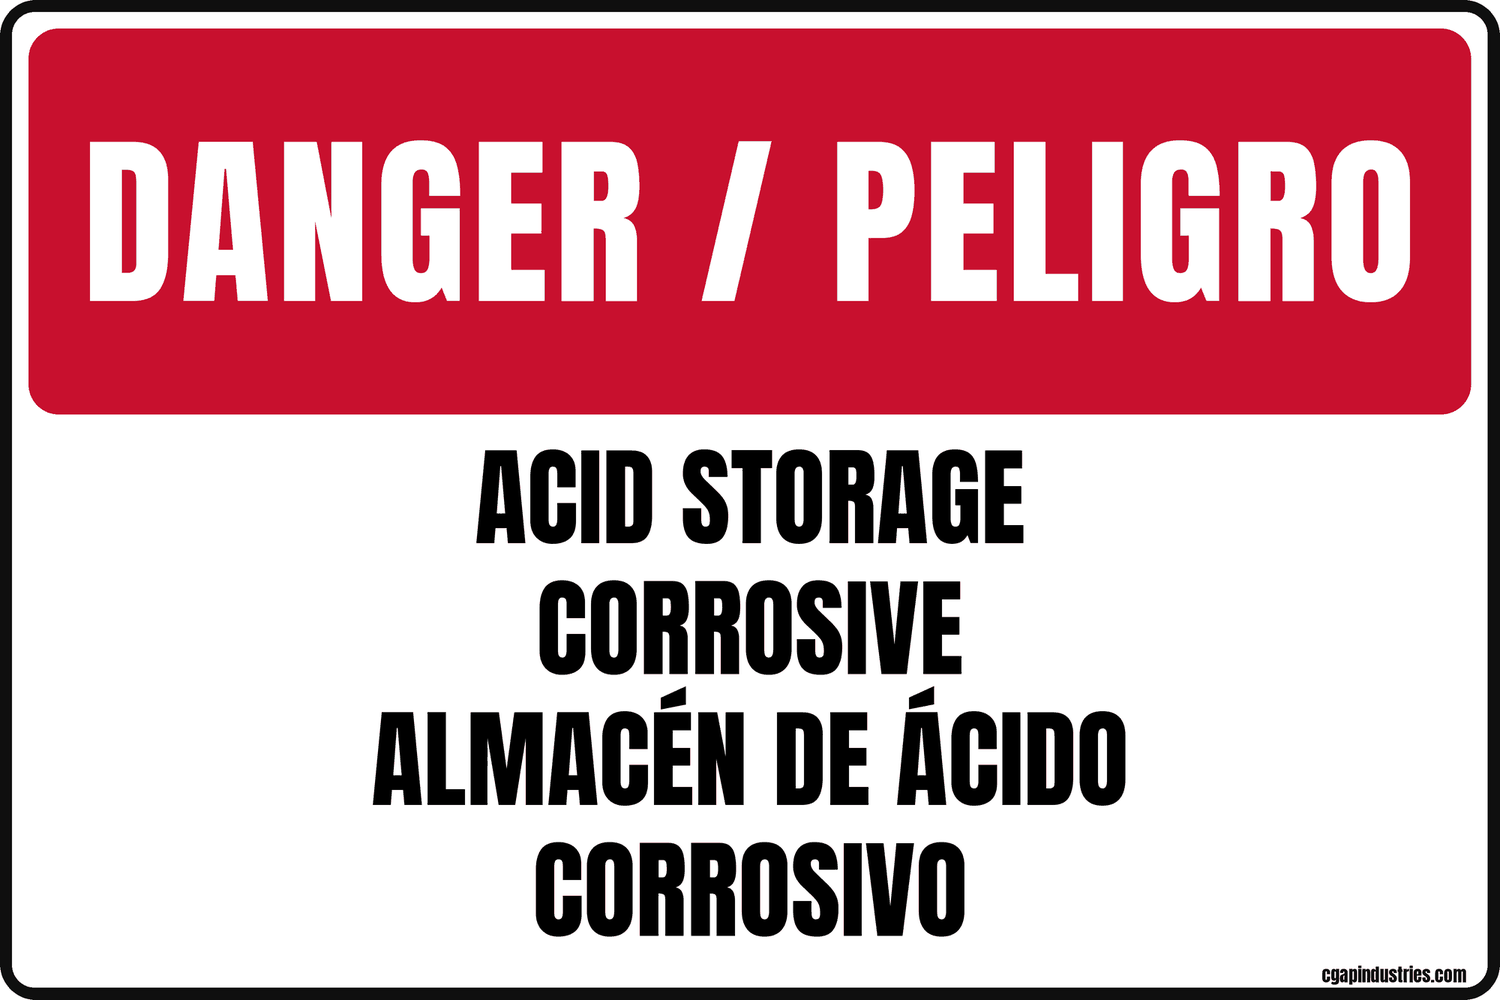 DANGER / PELIGRO
ACID STORAGE
CORROSIVE
ALMACÉN DE ÁCIDO
CORROSIVO
cgapindustries.com